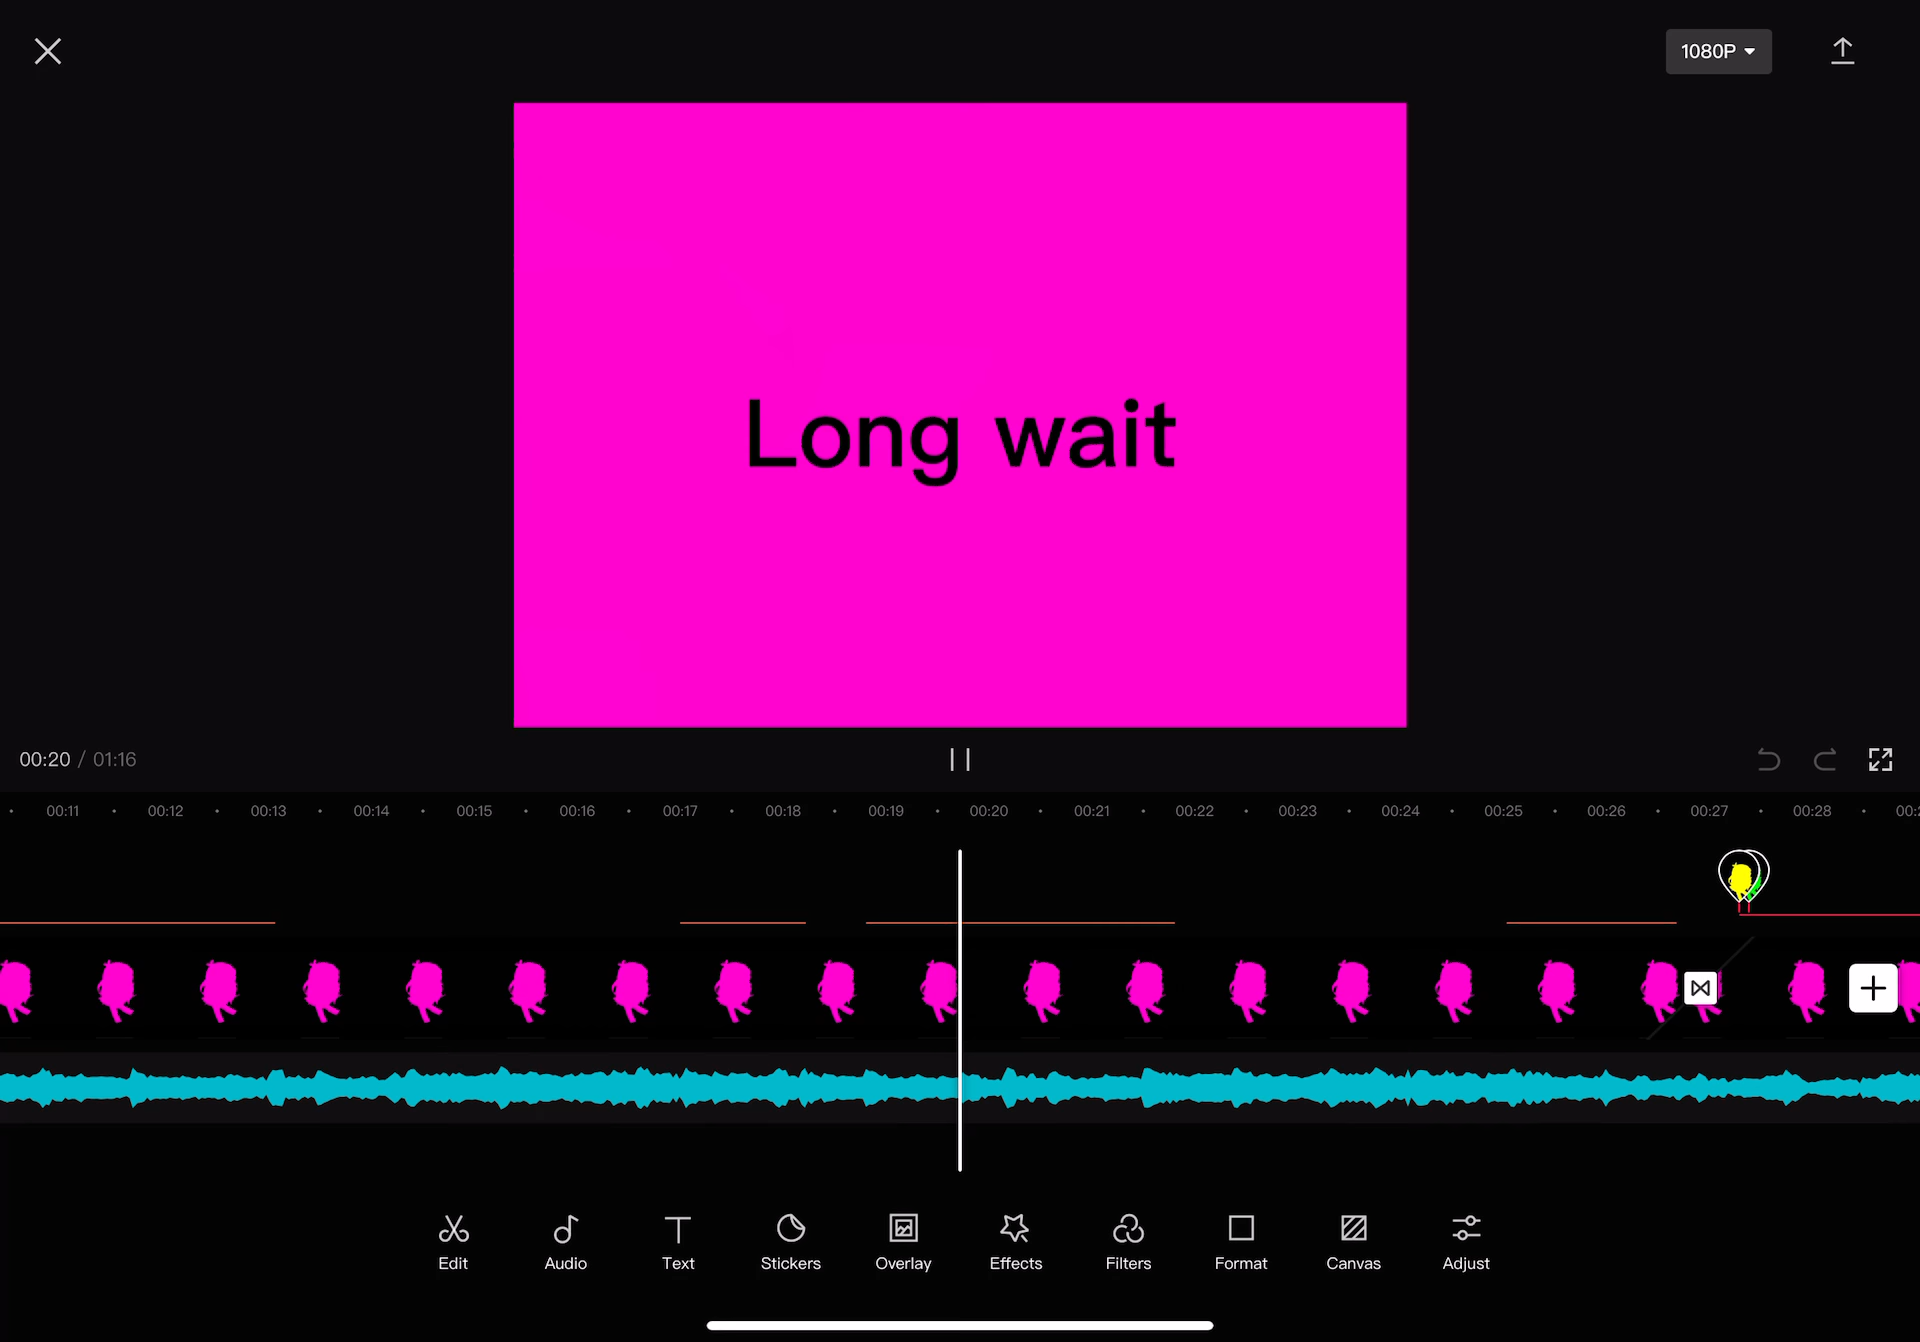 1080P
Long wait
00:20 / 01:16
00:11 00:12 00:13 00:14 00:15 00:16 00:17 00:18 00:19 00:20 00:21 00:22 00:23 00:24 00:25 00:26 00:27 00:28
Edit Audio Text Stickers Overlay Effects Filters Format Canvas Adjust